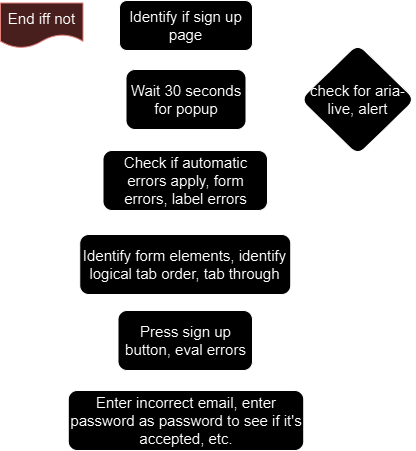 End iff not
Identify if sign up
page
Wait 30 seconds
for popup
check for aria-
live, alert
Check if automatic
errors apply, form
errors, label errors
Identify form elements, identify
logical tab order, tab through
Press sign up
button, eval errors
Enter incorrect email, enter
password as password to see if it's
accepted, etc.